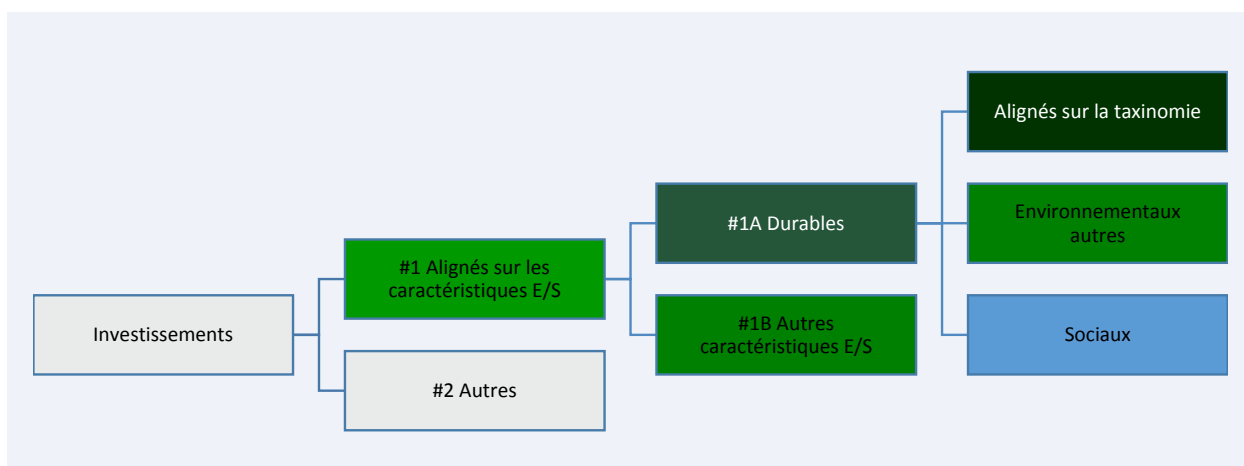 Alignés sur la taxinomie
#1A Durables
Environnementaux
autres
#1 Alignés sur les
caractéristiques E/S
#1B Autres
caractéristiques E/S
Investissements
Sociaux
#2 Autres